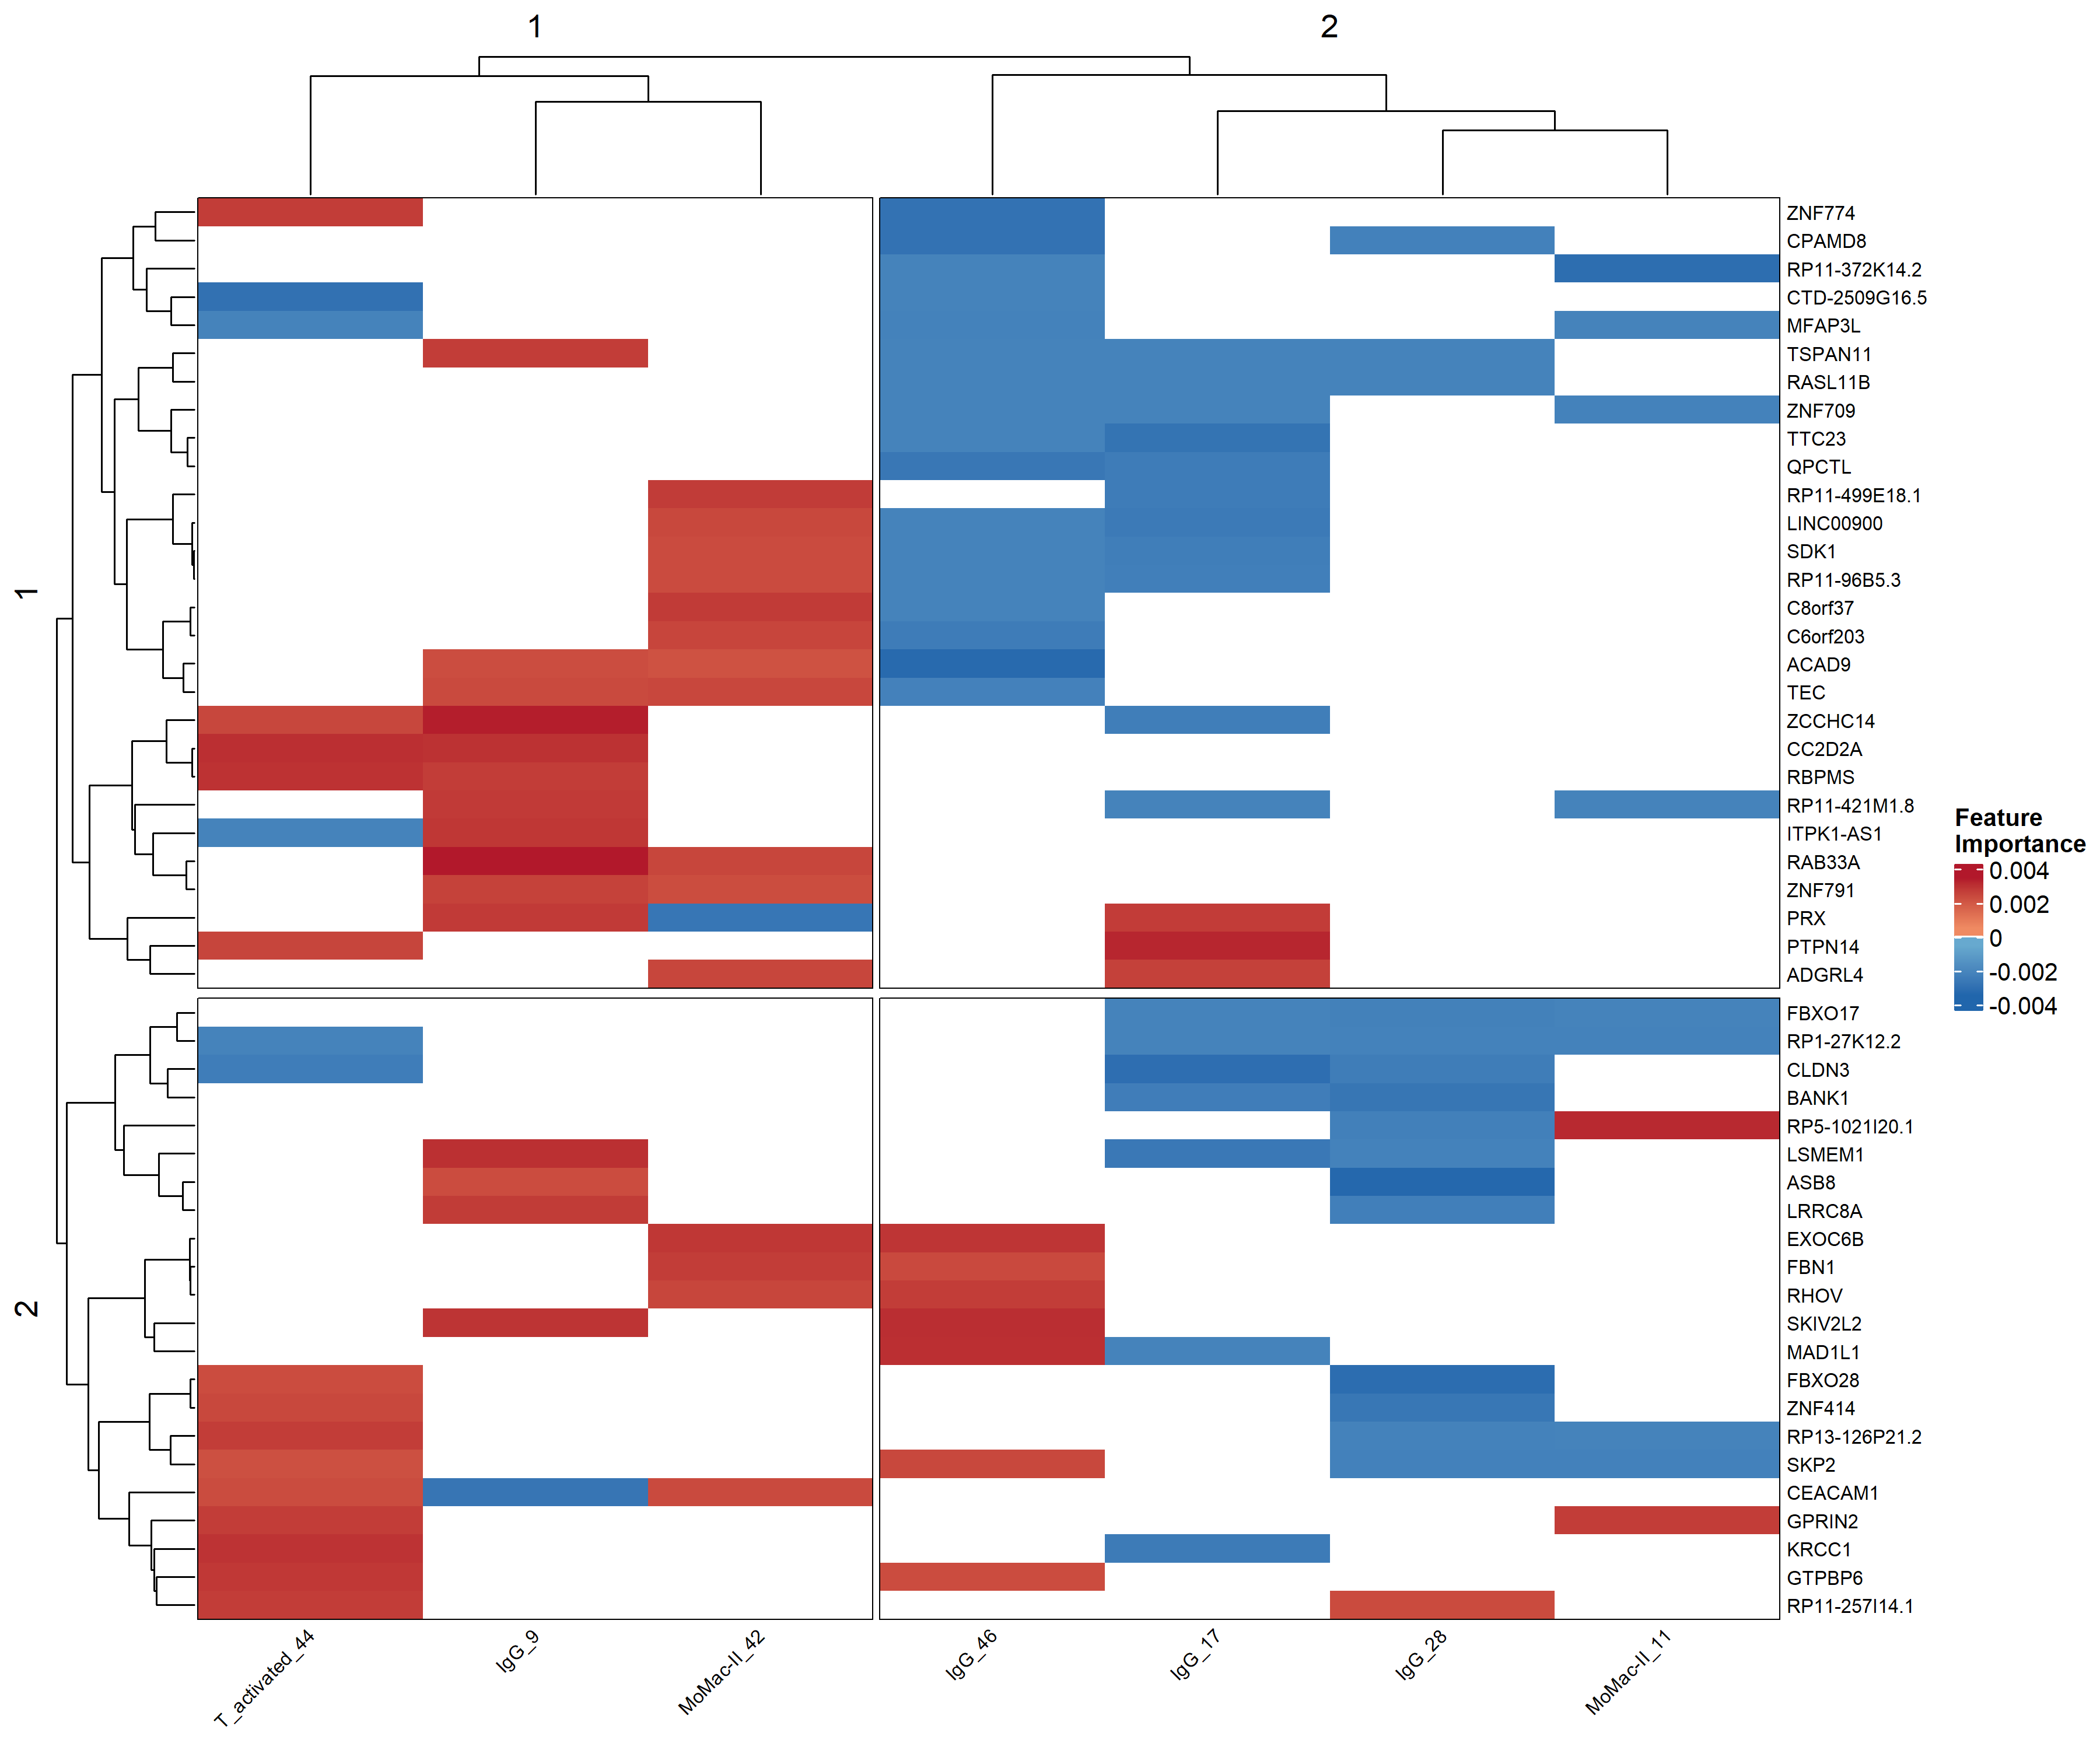 1
2
1
2
ZNF774
CPAMD8
RP11-372K14.2
CTD-2509G16.5
MFAP3L
TSPAN11
RASL11B
ZNF709
TTC23
QPCTL
RP11-499E18.1
LINC00900
SDK1
RP11-96B5.3
C8orf37
C6orf203
ACAD9
TEC
ZCCHC14
CC2D2A
RBPMS
RP11-421M1.8
ITPK1-AS1
RAB33A
ZNF791
PRX
PTPN14
ADGRL4
FBXO17
RP1-27K12.2
CLDN3
BANK1
RP5-1021I20.1
LSMEM1
ASB8
LRRC8A
EXOC6B
FBN1
RHOV
SKIV2L2
MAD1L1
FBXO28
ZNF414
RP13-126P21.2
SKP2
CEACAM1
GPRIN2
KRCC1
GTPBP6
RP11-257I14.1
T_activated_44
IgG_9
MoMac-II_42
IgG_46
IgG_17
IgG_28
MoMac-II_11
Feature
Importance
0.004
0.002
0
-0.002
-0.004